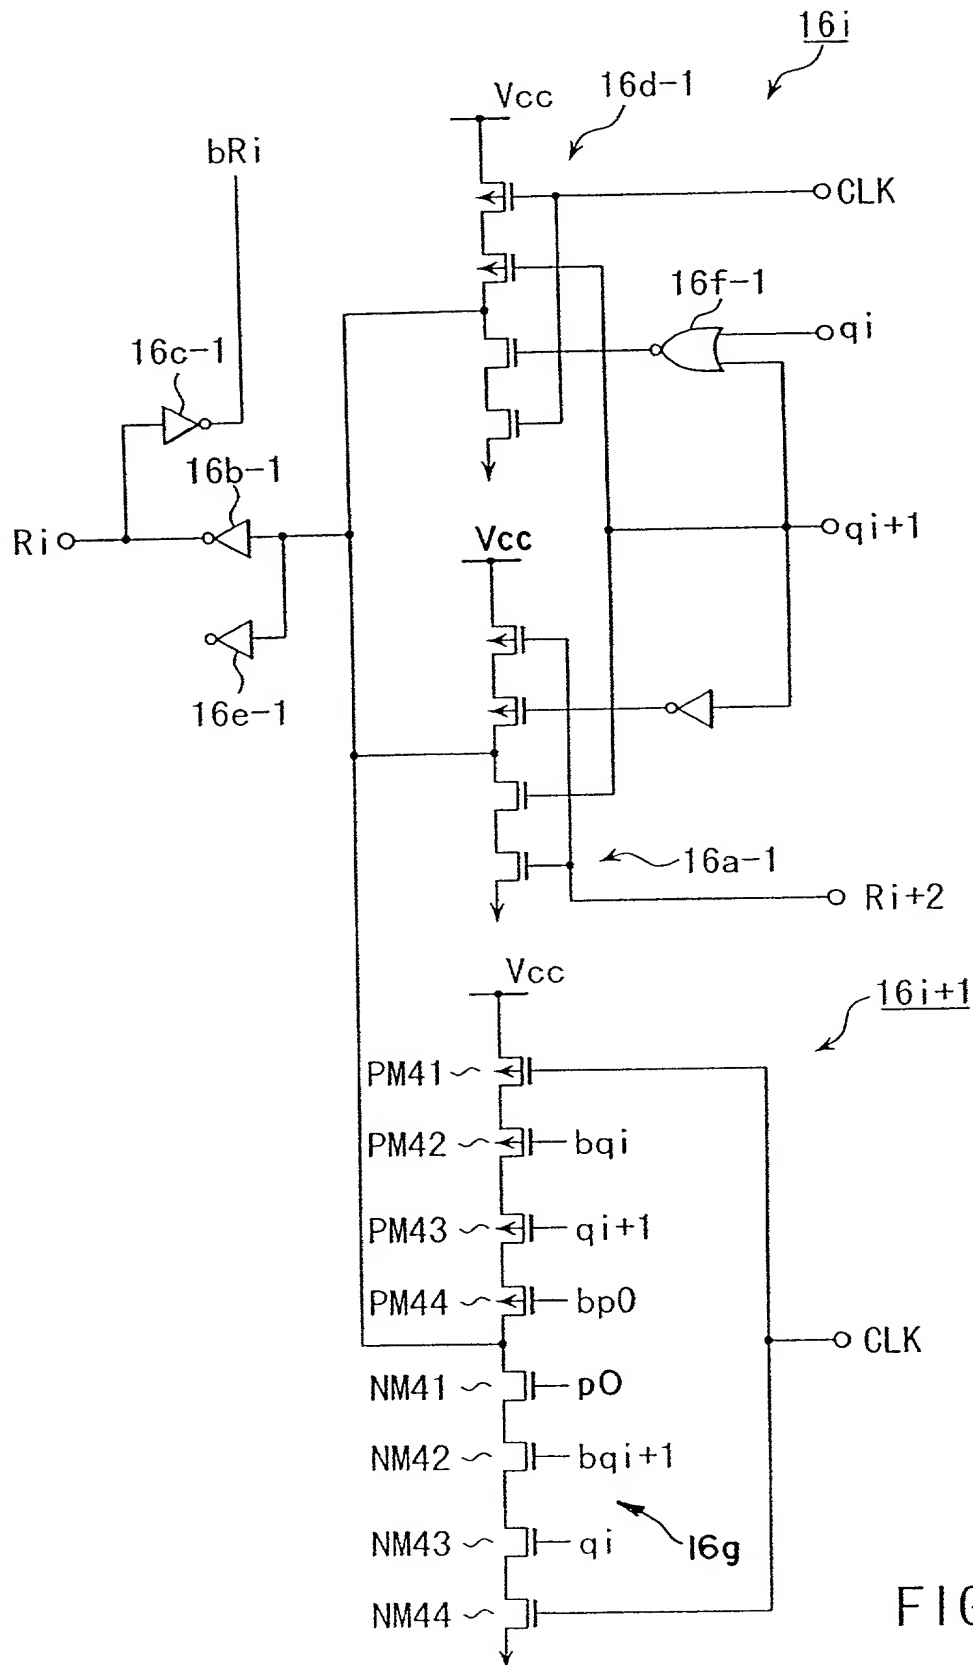 16i
16d-1
Vcc
bRi
CLK
16f-1
qi
16c-1
16b-1
Ri
qi+1
Vcc
16e-1
16a-1
Ri+2
Vcc
16i+1
PM41
PM42
bqi
PM43
qi+1
PM44
bp0
CLK
NM41
p0
NM42
bqi+1
NM43
qi
16g
NM44
FIG